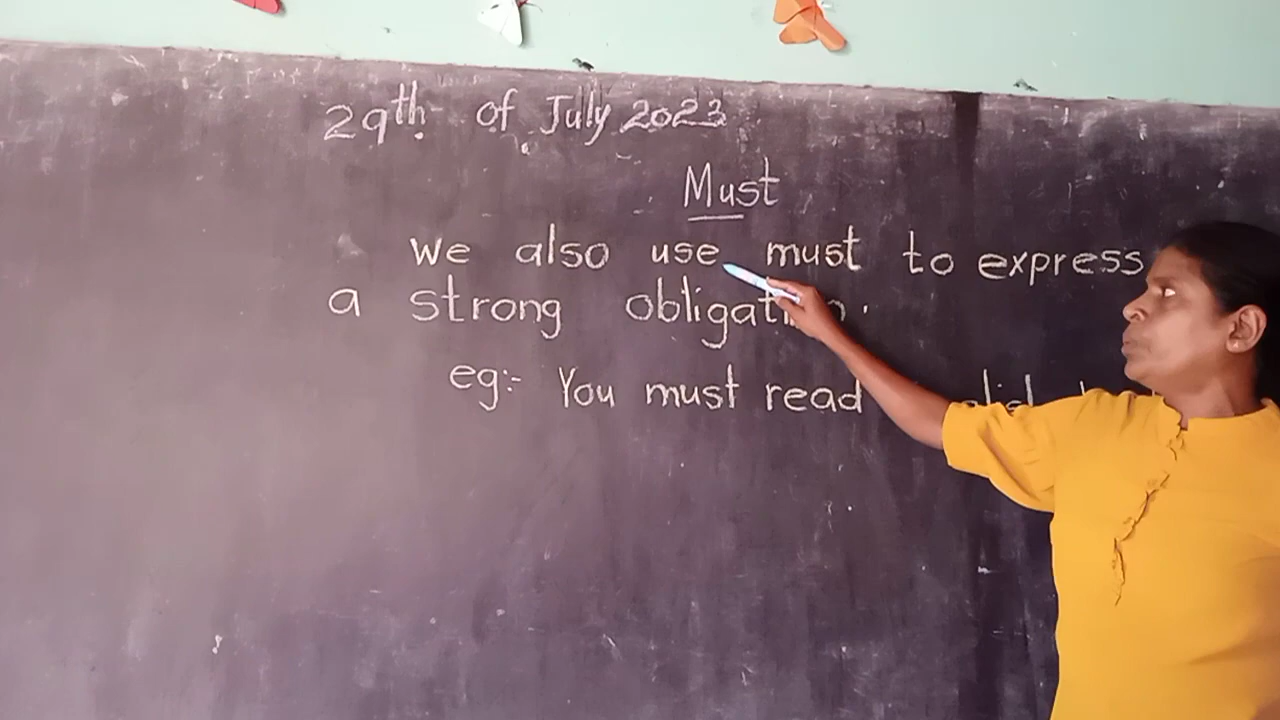 29th of July 2023
Must
we also use must to express
a strong obligation.
eg:- You must read